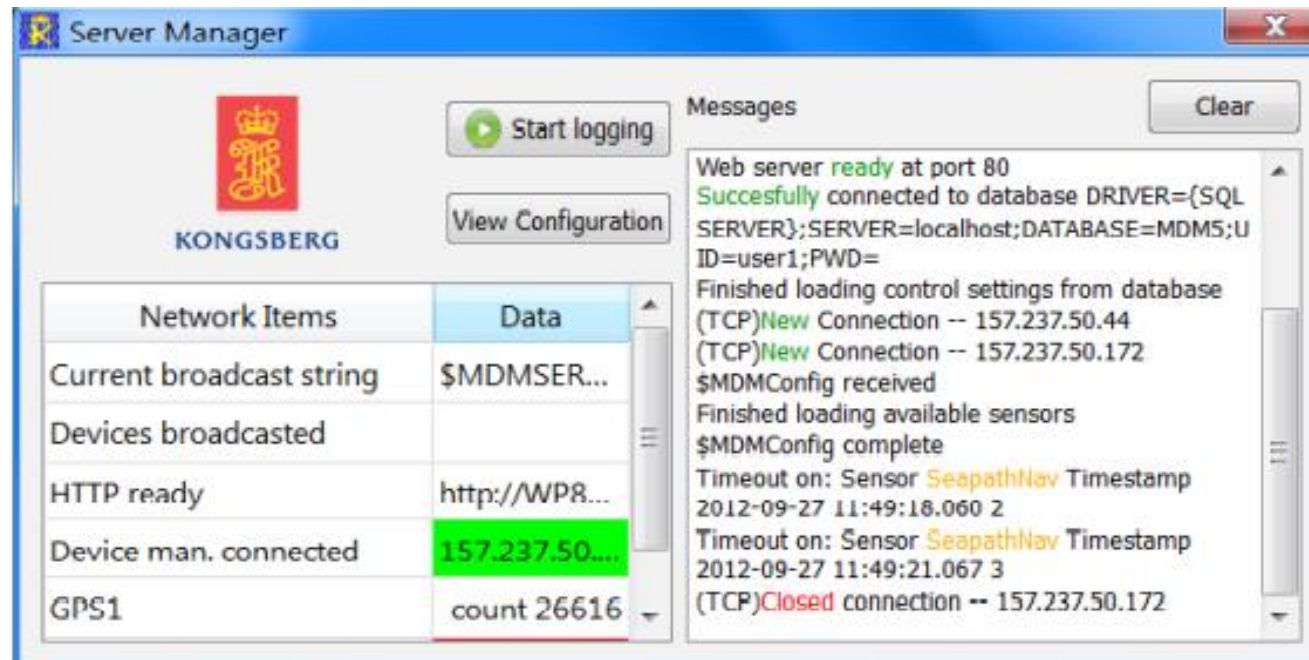 Server Manager
KONGSBERG
Start logging
View Configuration
Network Items Data
Current broadcast string $MDMSER...
Devices broadcasted
HTTP ready http://WP8...
Device man. connected 157.237.50....
GPS1 count 26616
Messages
Clear
Web server ready at port 80
Succesfully connected to database DRIVER={SQL
SERVER};SERVER=localhost;DATABASE=MDM5;U
ID=user1;PWD=
Finished loading control settings from database
(TCP)New Connection -- 157.237.50.44
(TCP)New Connection -- 157.237.50.172
$MDMConfig received
Finished loading available sensors
$MDMConfig complete
Timeout on: Sensor SeapathNav Timestamp
2012-09-27 11:49:18.060 2
Timeout on: Sensor SeapathNav Timestamp
2012-09-27 11:49:21.067 3
(TCP)Closed connection -- 157.237.50.172